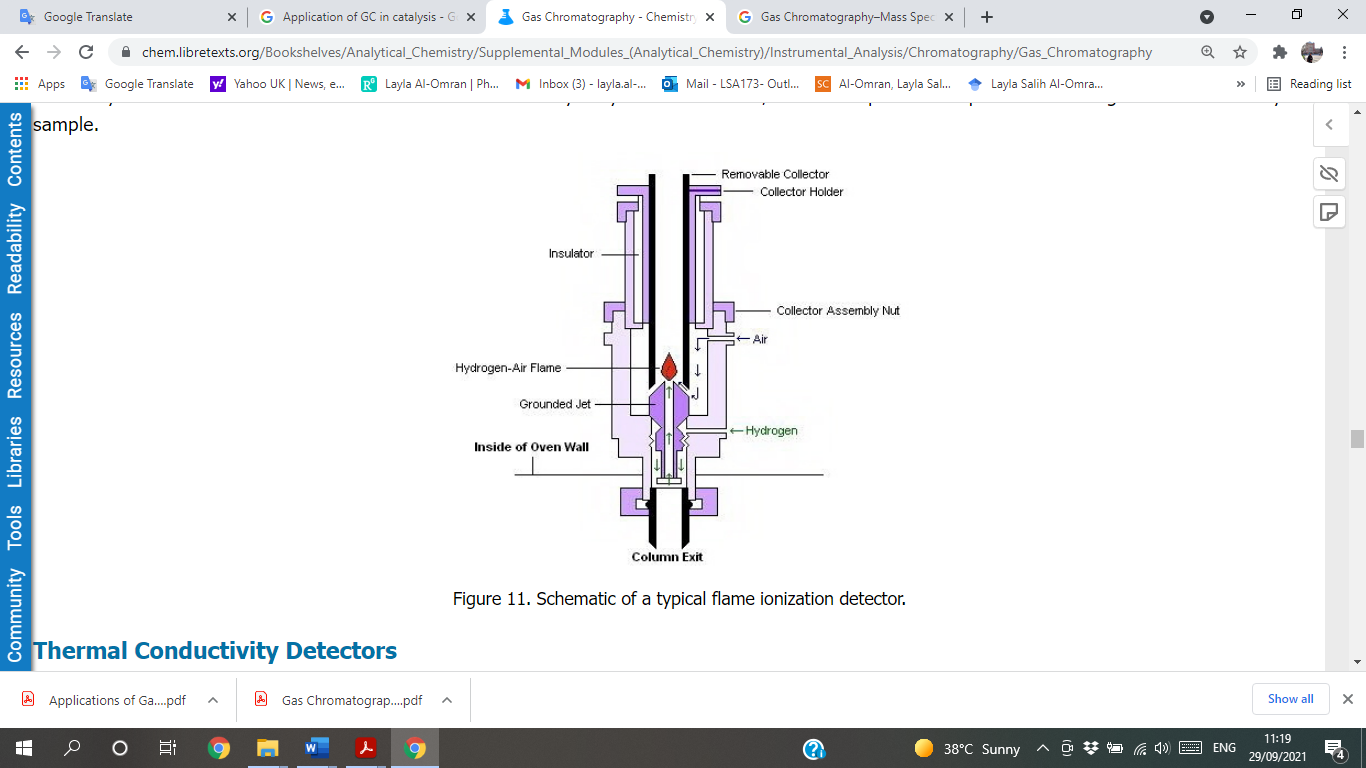 Google Translate
Application of GC in catalysis - G
Gas Chromatography - Chemistr
Gas Chromatography–Mass Spec
chem.libretexts.org/Bookshelves/Analytical_Chemistry/Supplemental_Modules_(Analytical_Chemistry)/Instrumental_Analysis/Chromatography/Gas_Chromatography
Apps
Google Translate
Yahoo UK | News, e...
Layla Al-Omran | Ph...
Inbox (3) - layla.al-...
Mail - LSA173- Outl...
SC Al-Omran, Layla Sal...
Layla Salih Al-Omra...
»
Reading list
Contents
Readability
Resources
Libraries
Tools
Community
sample.
Removable Collector
Collector Holder
Insulator
Collector Assembly Nut
Air
Hydrogen-Air Flame
Grounded Jet
Hydrogen
Inside of Oven Wall
Column Exit
Figure 11. Schematic of a typical flame ionization detector.
Thermal Conductivity Detectors
Applications of Ga....pdf
Gas Chromatograp....pdf
Show all
38°C Sunny
ENG
11:19
29/09/2021
4